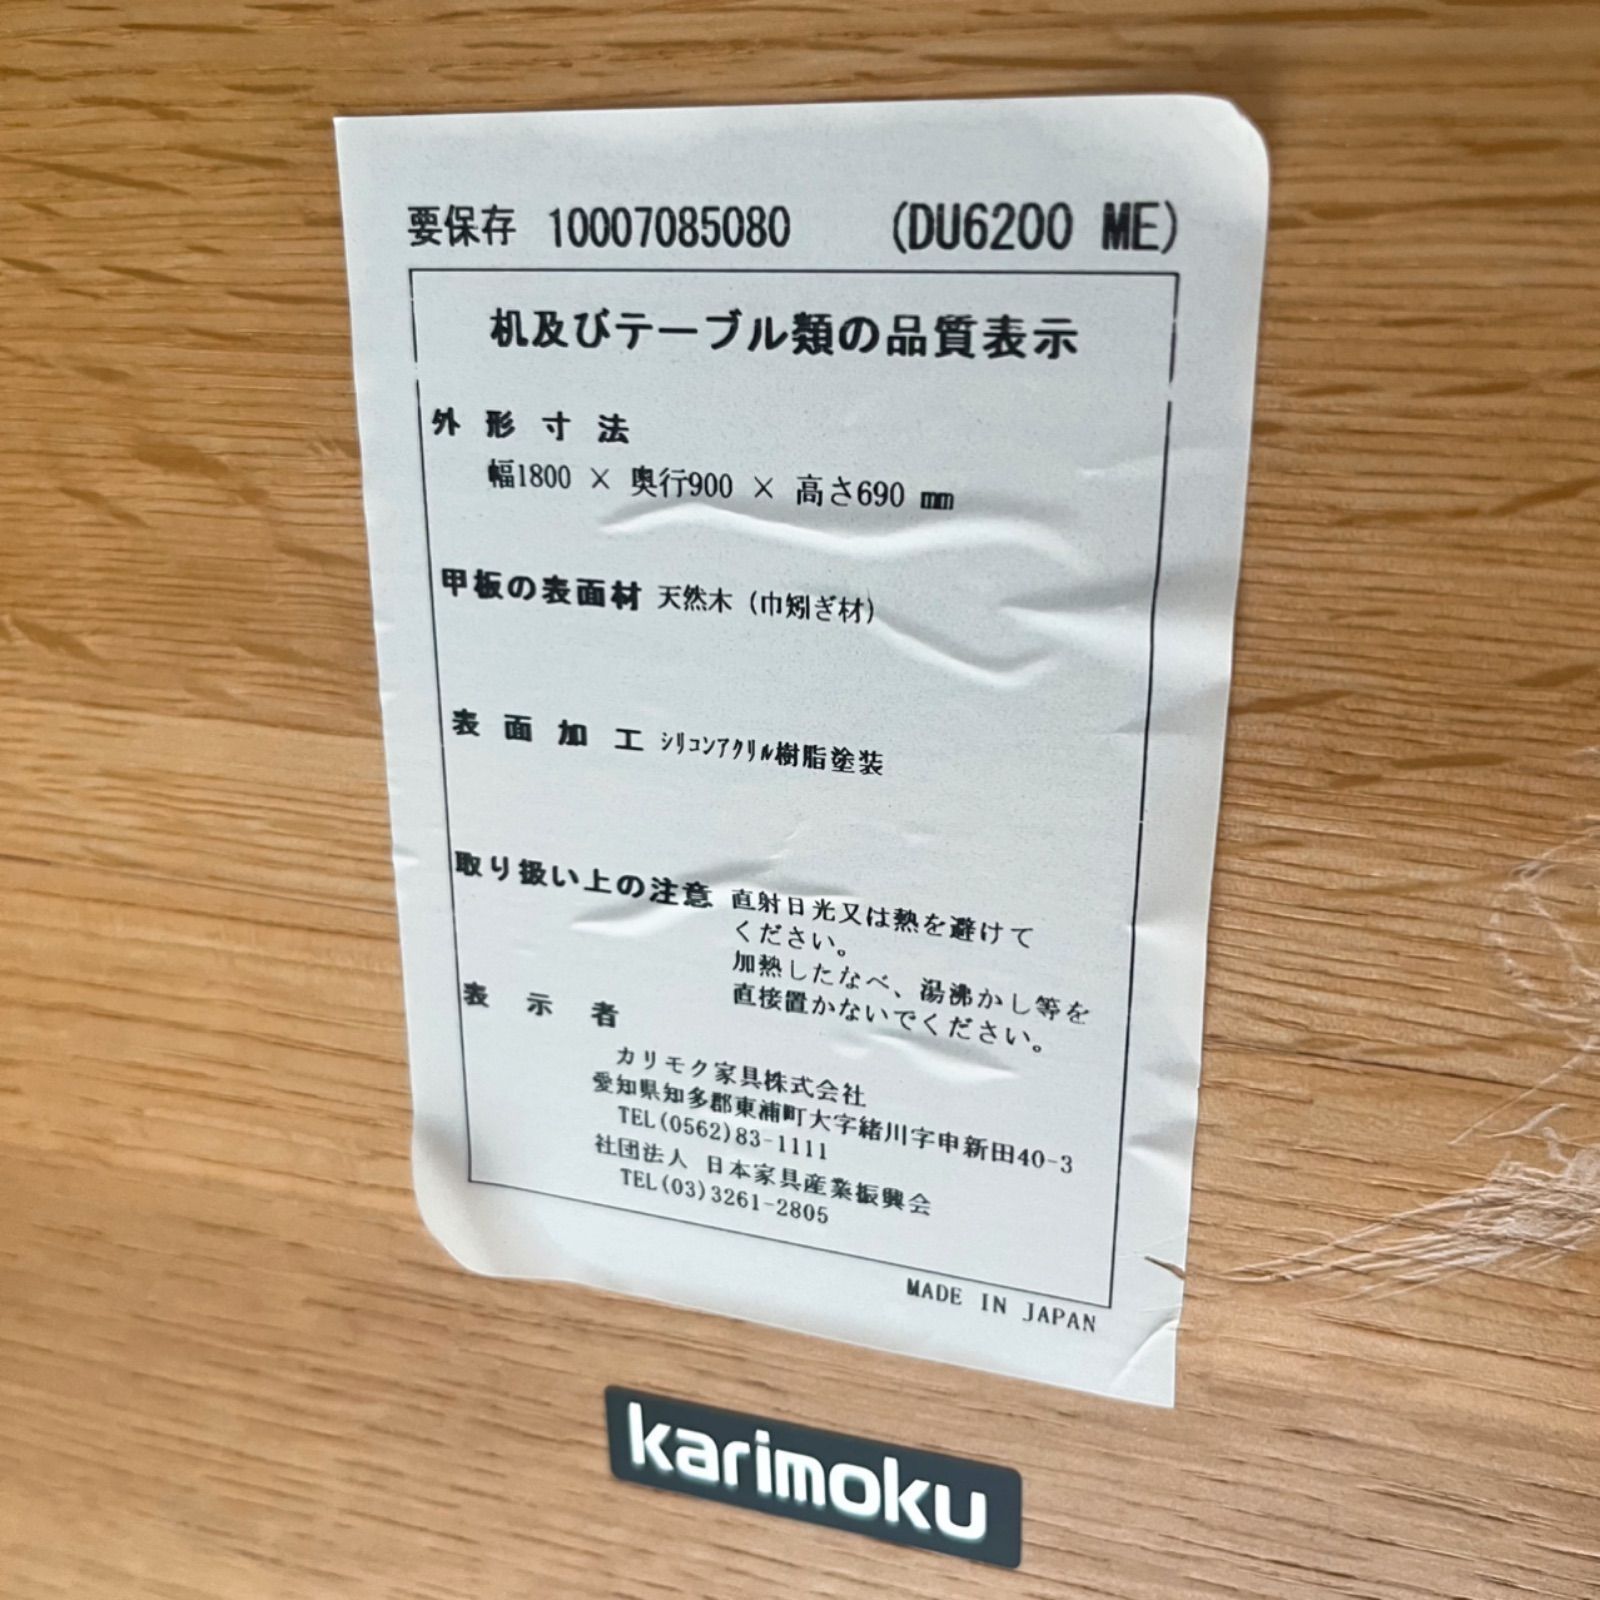 要保存 10007085080 (DU6200 ME)
机及びテーブル類の品質表示
外形寸法
幅1800 × 奥行900 × 高さ690 mm
甲板の表面材 天然木（巾矧ぎ材）
表面加工 ｼﾘｺﾝｱｸﾘﾙ樹脂塗装
取り扱い上の注意 直射日光又は熱を避けて
ください。
加熱したなべ、湯沸かし等を
直接置かないでください。
表示者
カリモク家具株式会社
愛知県知多郡東浦町大字緒川字申新田40-3
TEL(0562)83-1111
社団法人 日本家具産業振興会
TEL(03)3261-2805
MADE IN JAPAN
karimoku